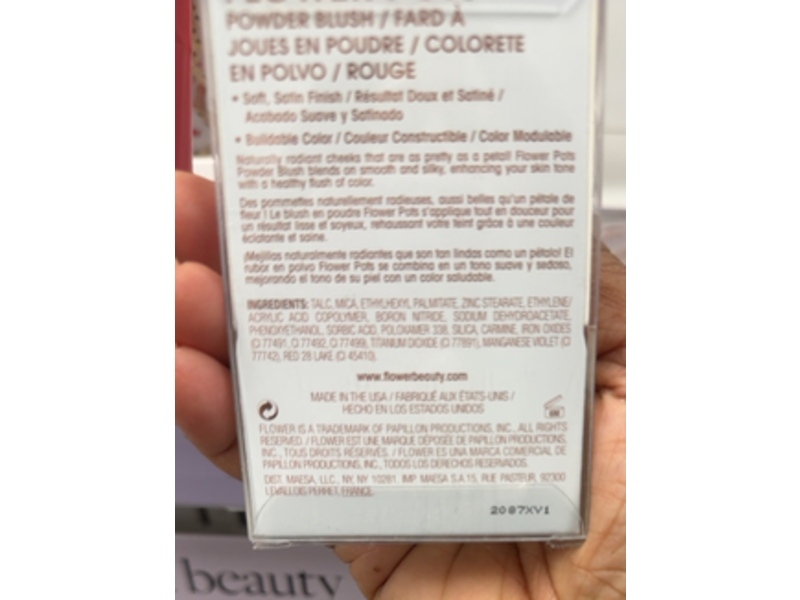 POWDER BLUSH / FARD À
JOUES EN POUDRE / COLORETE
EN POLVO / ROUGE
• Soft, Satin Finish / Résultat Doux et Satiné /
Acabado Suave y Satinado
• Buildable Color / Couleur Constructible / Color Modulable
Naturally radiant cheeks that are as pretty as a petal! Flower Pots
Powder Blush blends on smooth and silky, enhancing your skin tone
with a healthy flush of color.
Des pommettes naturellement radieuses, aussi belles qu'un pétale de
fleur ! Le blush en poudre Flower Pots s'applique tout en douceur pour
un résultat lisse et soyeux, rehaussant votre teint grâce à une couleur
éclatante et saine.
¡Mejillas naturalmente radiantes que son tan lindas como un pétalo! El
rubor en polvo Flower Pots se combina en un tono suave y sedoso,
mejorando el tono de su piel con un color saludable.
INGREDIENTS: TALC, MICA, ETHYLHEXYL PALMITATE, ZINC STEARATE, ETHYLENE/
ACRYLIC ACID COPOLYMER, BORON NITRIDE, SODIUM DEHYDROACETATE,
PHENOXYETHANOL, SORBIC ACID, POLOXAMER 338, SILICA, CARMINE, IRON OXIDES
(CI 77491, CI 77492, CI 77499), TITANIUM DIOXIDE (CI 77891), MANGANESE VIOLET (CI
77742), RED 28 LAKE (CI 45410).
www.flowerbeauty.com
MADE IN THE USA / FABRIQUÉ AUX ÉTATS-UNIS /
HECHO EN LOS ESTADOS UNIDOS
FLOWER IS A TRADEMARK OF PAPILLON PRODUCTIONS, INC., ALL RIGHTS
RESERVED. / FLOWER EST UNE MARQUE DÉPOSÉE DE PAPILLON PRODUCTIONS,
INC., TOUS DROITS RÉSERVÉS. / FLOWER ES UNA MARCA COMERCIAL DE
PAPILLON PRODUCTIONS, INC., TODOS LOS DERECHOS RESERVADOS.
DIST. MAESA, LLC., NY, NY 10281. IMP. MAESA S.A 15, RUE PASTEUR, 92300
LEVALLOIS PERRET, FRANCE.
2087XV1
beauty